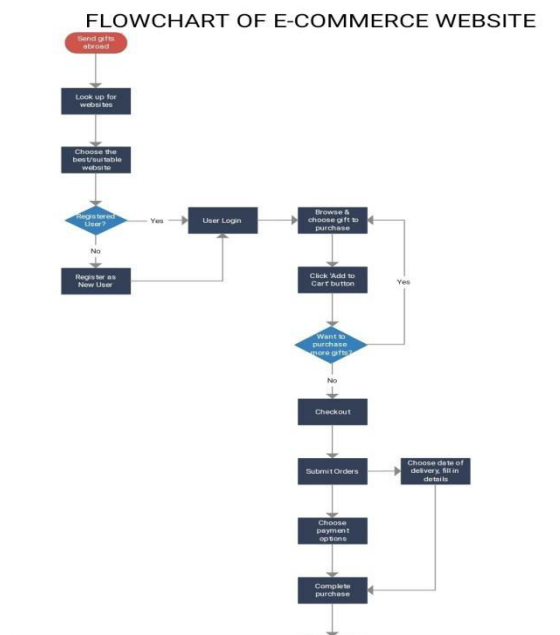 FLOWCHART OF E-COMMERCE WEBSITE
Send gifts
abroad
Look up for
websites
Choose the
best/suitable
website
Registered
User?
Yes
User Login
No
Register as
New User
Browse &
choose gift to
purchase
Click 'Add to
Cart' button
Yes
Want to
purchase
more gifts?
No
Checkout
Submit Orders
Choose date of
delivery, fill in
details
Choose
payment
options
Complete
purchase